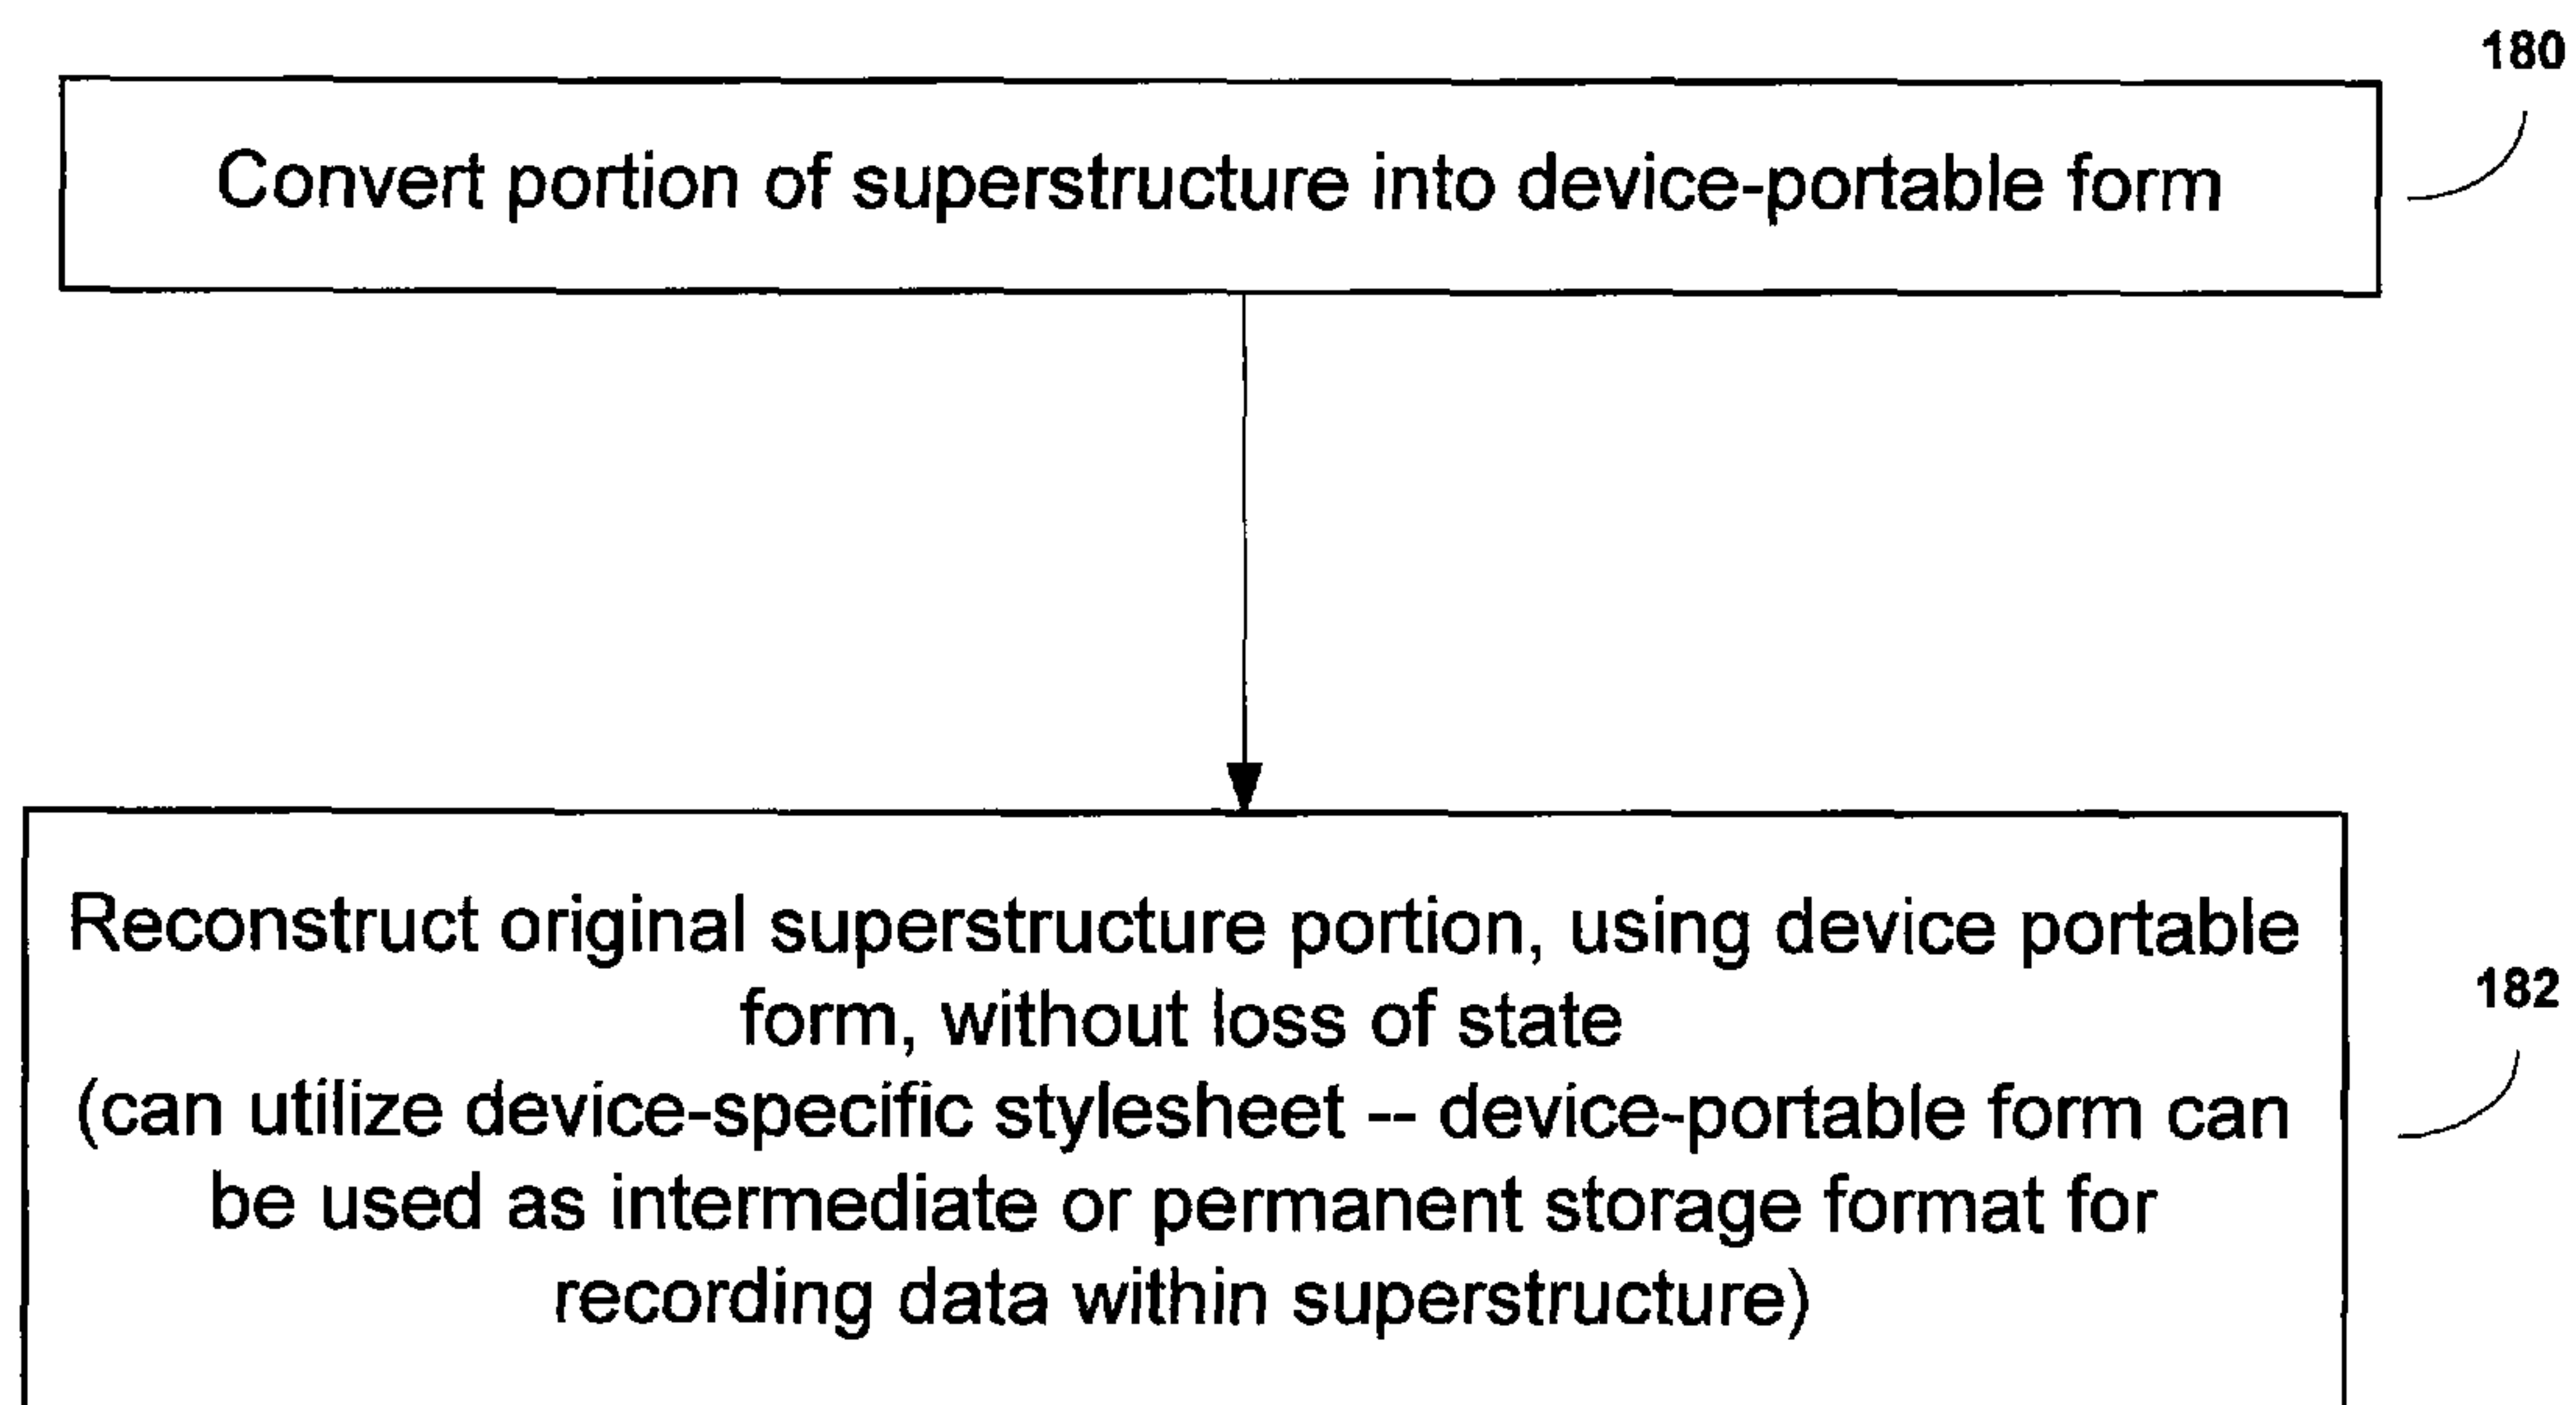 180
Convert portion of superstructure into device-portable form
Reconstruct original superstructure portion, using device portable
form, without loss of state
182
(can utilize device-specific stylesheet -- device-portable form can
be used as intermediate or permanent storage format for
recording data within superstructure)